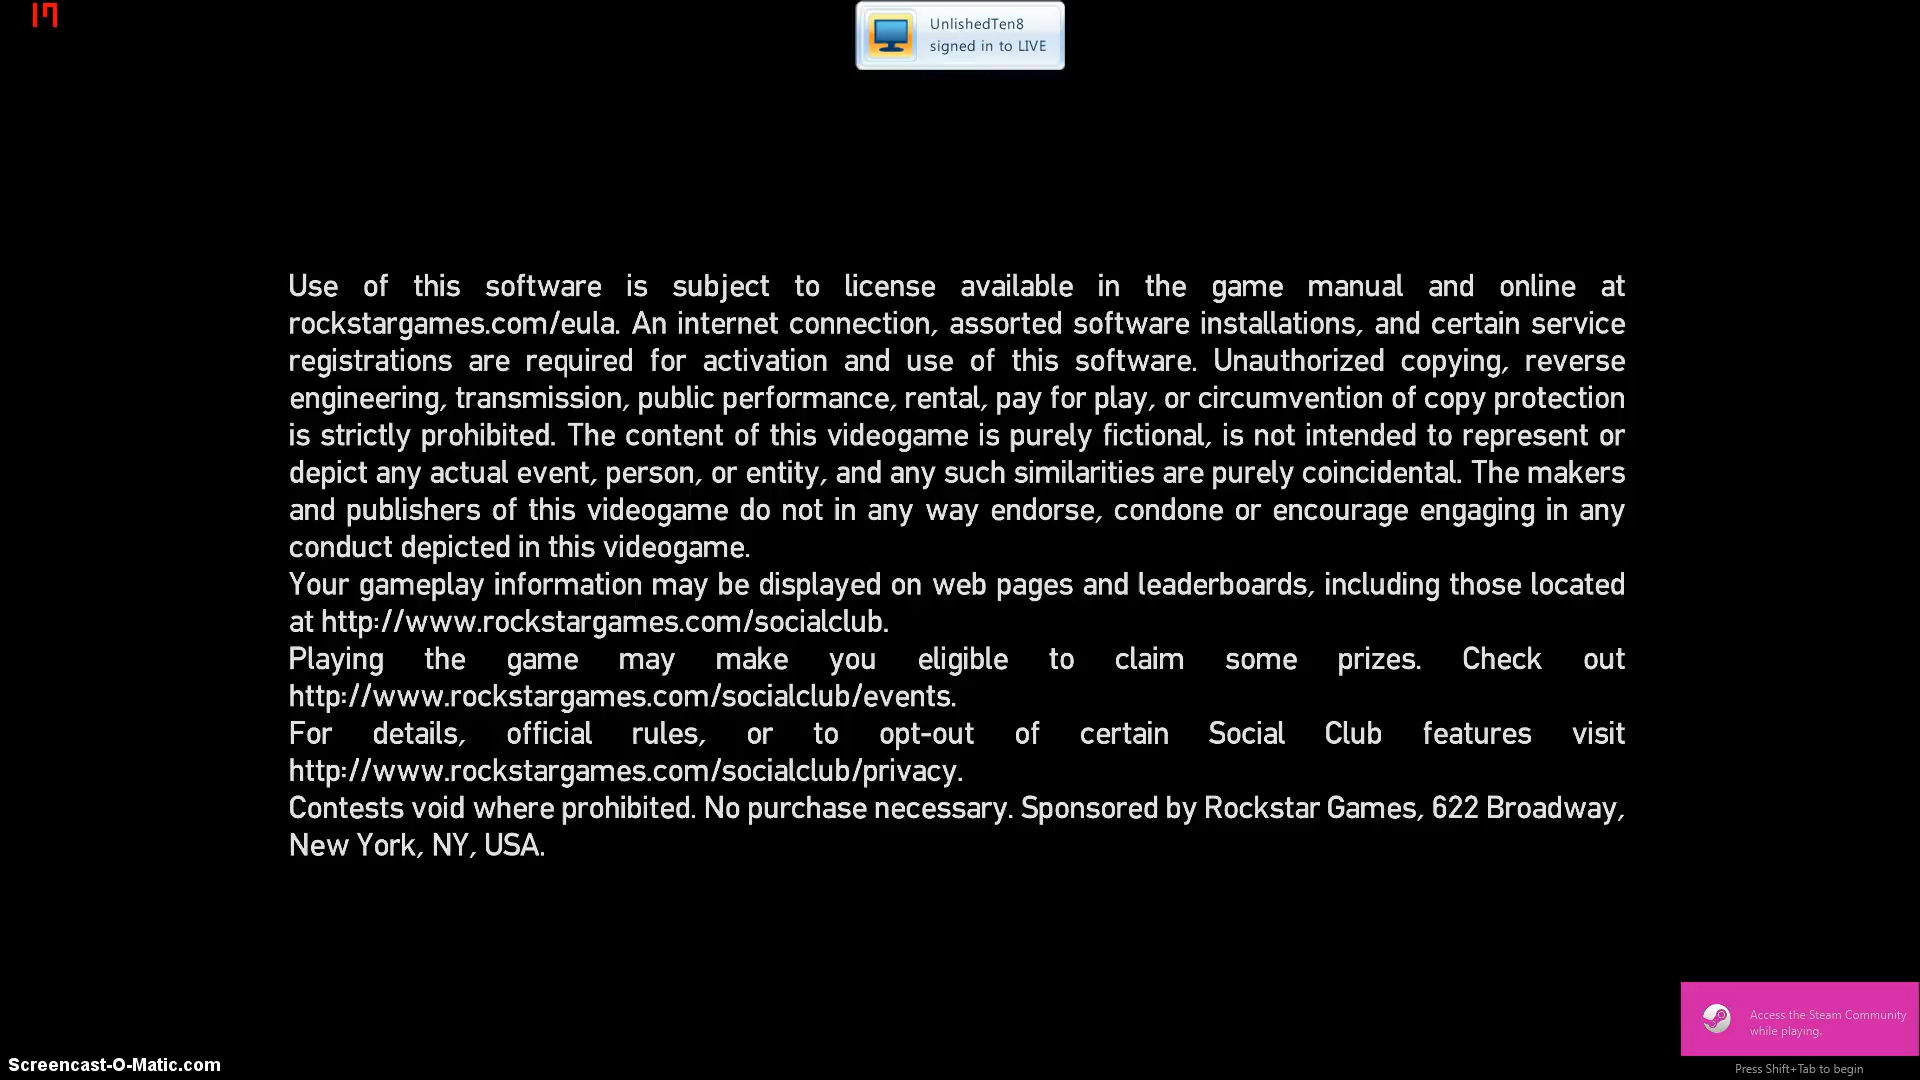 17
UnlishedTen8
signed in to LIVE
Use of this software is subject to license available in the game manual and online at
rockstargames.com/eula. An internet connection, assorted software installations, and certain service
registrations are required for activation and use of this software. Unauthorized copying, reverse
engineering, transmission, public performance, rental, pay for play, or circumvention of copy protection
is strictly prohibited. The content of this videogame is purely fictional, is not intended to represent or
depict any actual event, person, or entity, and any such similarities are purely coincidental. The makers
and publishers of this videogame do not in any way endorse, condone or encourage engaging in any
conduct depicted in this videogame.
Your gameplay information may be displayed on web pages and leaderboards, including those located
at http://www.rockstargames.com/socialclub.
Playing the game may make you eligible to claim some prizes. Check out
http://www.rockstargames.com/socialclub/events.
For details, official rules, or to opt-out of certain Social Club features visit
http://www.rockstargames.com/socialclub/privacy.
Contests void where prohibited. No purchase necessary. Sponsored by Rockstar Games, 622 Broadway,
New York, NY, USA.
Access the Steam Community
while playing.
Press Shift+Tab to begin
Screencast-O-Matic.com